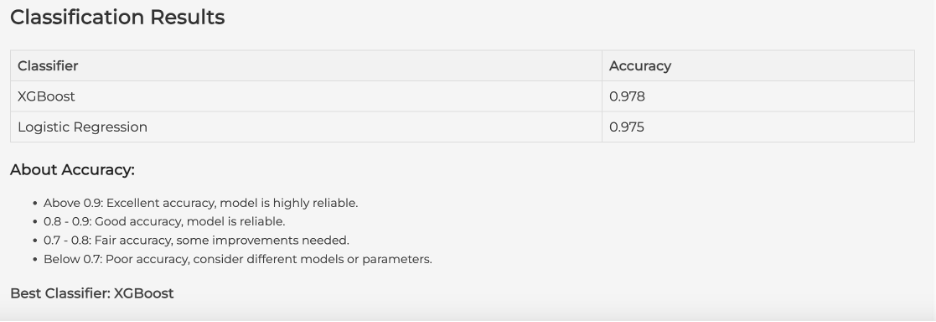 Classification Results
Classifier Accuracy
XGBoost 0.978
Logistic Regression 0.975
About Accuracy:
• Above 0.9: Excellent accuracy, model is highly reliable.
• 0.8 - 0.9: Good accuracy, model is reliable.
• 0.7 - 0.8: Fair accuracy, some improvements needed.
• Below 0.7: Poor accuracy, consider different models or parameters.
Best Classifier: XGBoost